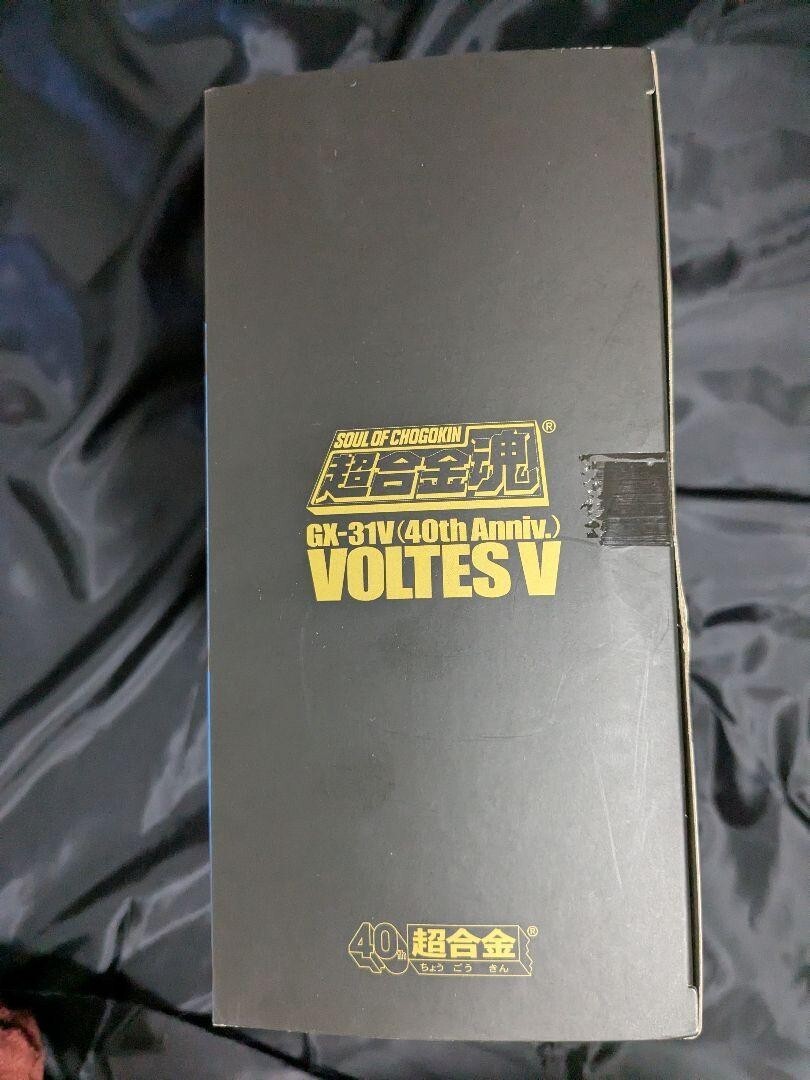 SOUL OF CHOGOKIN
超合金魂®
GX-31V(40th Anniv.)
VOLTES V
40th 超合金®
ちょう ごう きん